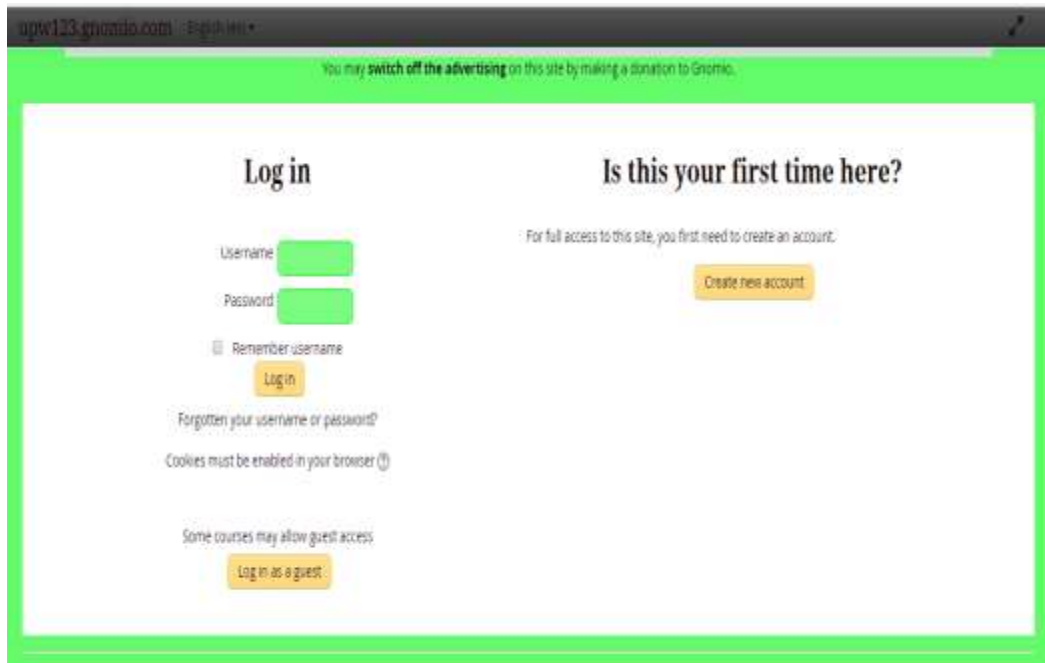 upw123.gnomio.com English (en)
You may switch off the advertising on this site by making a donation to Gnomio.
Log in
Username
Password
Remember username
Log in
Forgotten your username or password?
Cookies must be enabled in your browser
Some courses may allow guest access
Log in as a guest
Is this your first time here?
For full access to this site, you first need to create an account.
Create new account